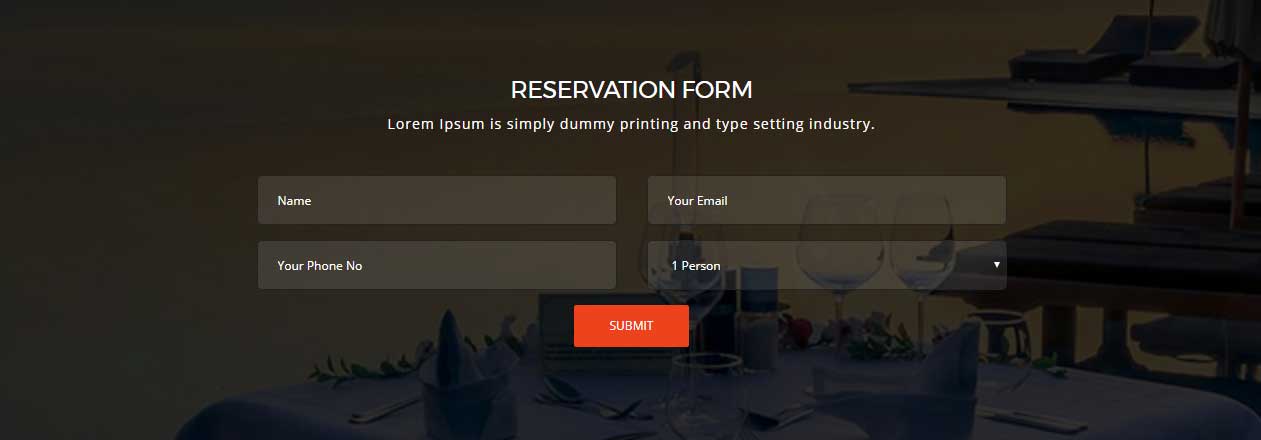 RESERVATION FORM
Lorem Ipsum is simply dummy printing and type setting industry.
Name
Your Email
Your Phone No
1 Person
SUBMIT